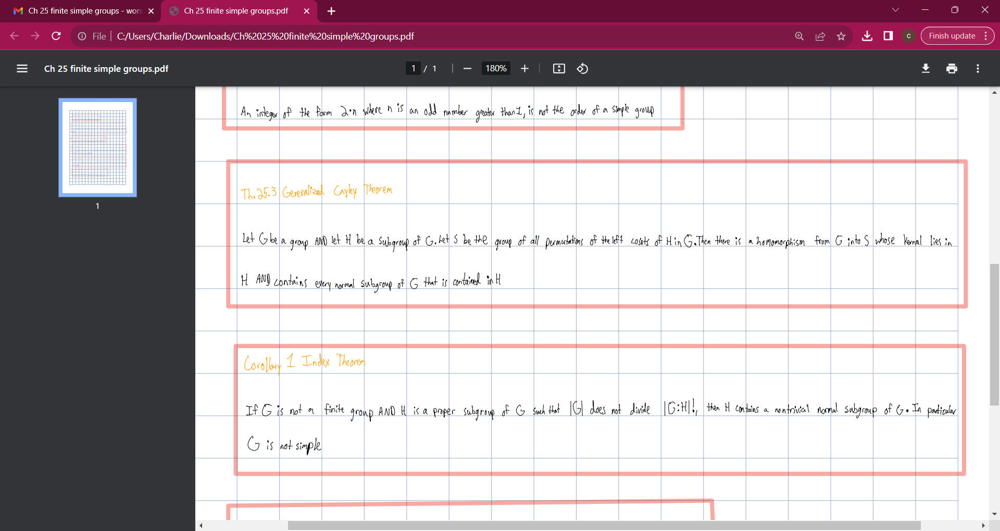 Ch 25 finite simple groups - wors
Ch 25 finite simple groups.pdf
File
C:/Users/Charlie/Downloads/Ch%2025%20finite%20simple%20groups.pdf
C
Finish update
Ch 25 finite simple groups.pdf
1 / 1
180%
1
An integer of the form 2·n where n is an odd number greater than 1, is not the order of a simple group
Th. 25.3 Generalized Cayley Theorem
Let G be a group AND let H be a subgroup of G. Let S be the group of all permutations of the left cosets of H in G. Then there is a homomorphism from G into S whose kernal lies in
H AND contains every normal subgroup of G that is contained in H
Corollary 1 Index Theorem
If G is not a finite group AND H is a proper subgroup of G such that |G| does not divide |G:H|!, then H contains a nontrivial normal subgroup of G. In particular
G is not simple